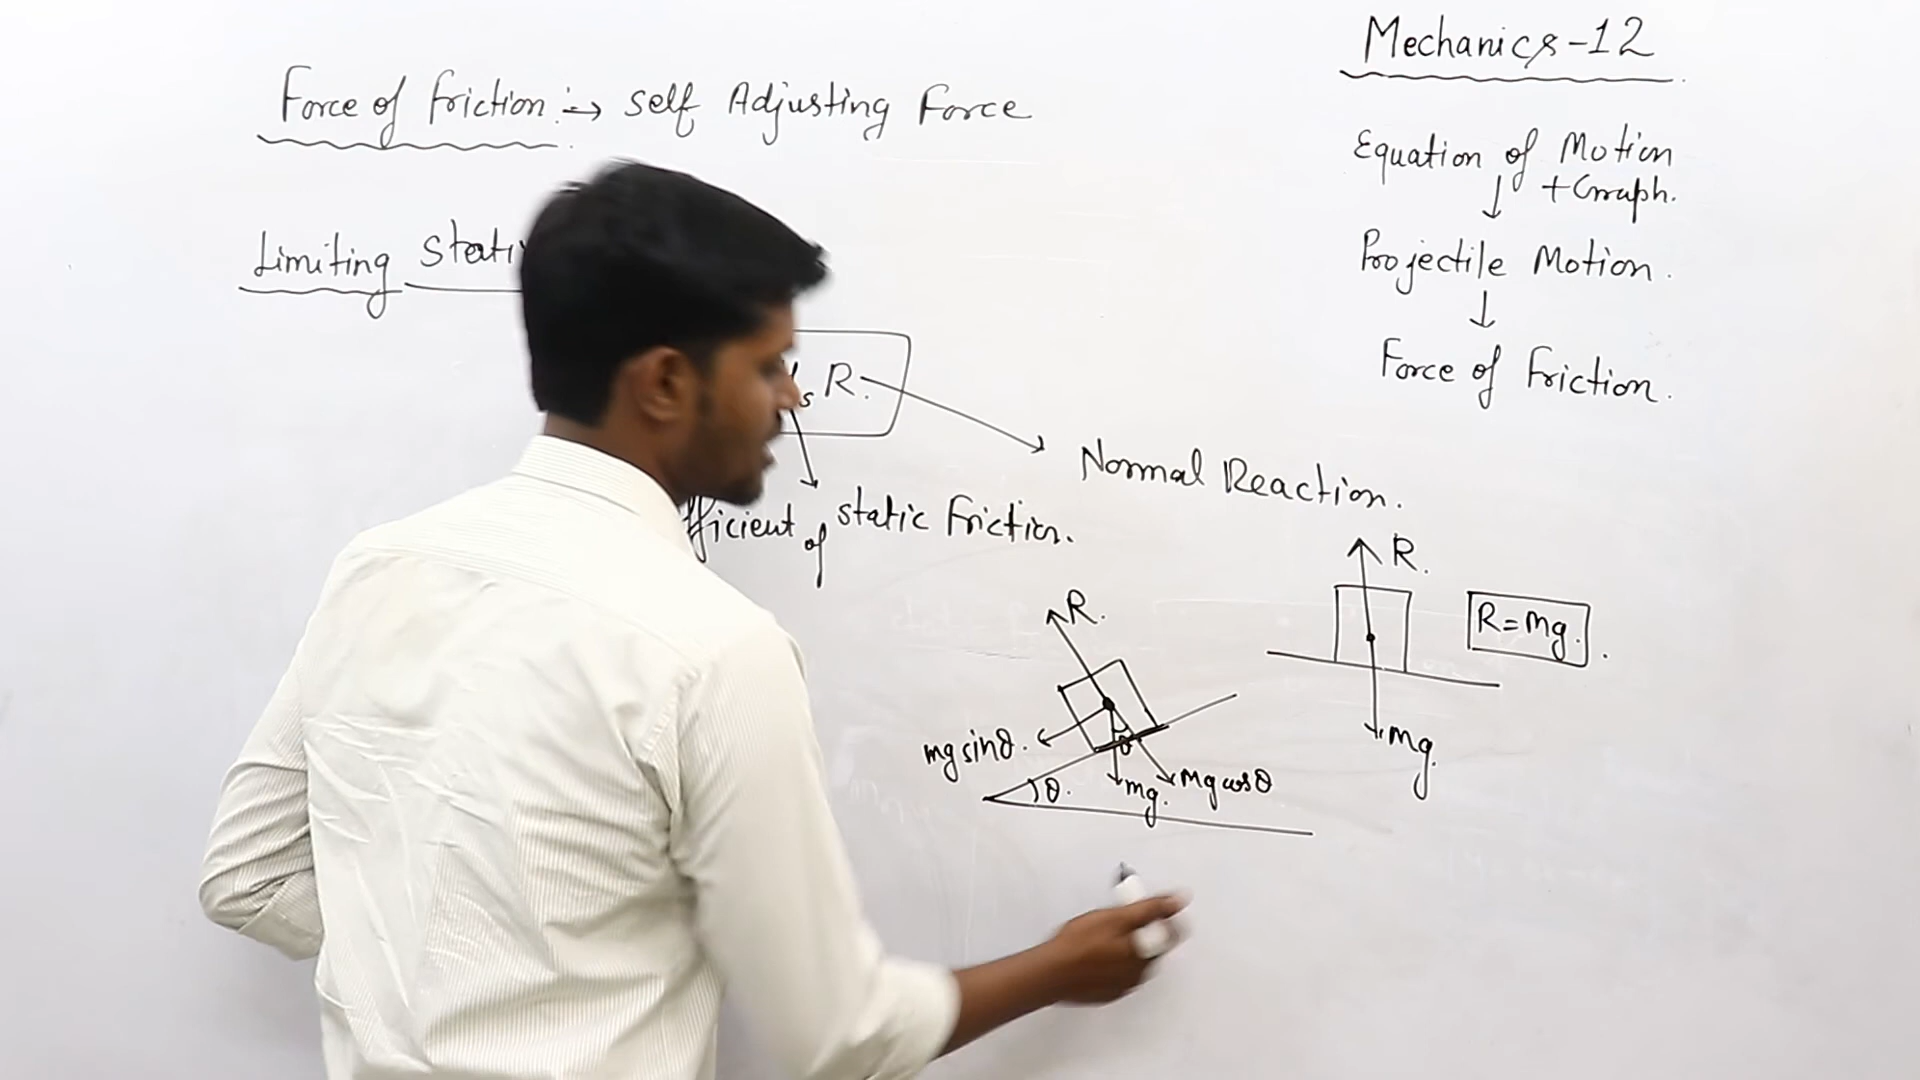 Mechanics-12
Force of friction :→ Self Adjusting Force
Equation of Motion
+ Graph.
Projectile Motion.
Force of Friction.
Limiting
s R.
Normal Reaction.
static Friction.
of
R.
R.
R = mg.
mg sinθ.
θ
mg.
mg cosθ
θ.
mg.